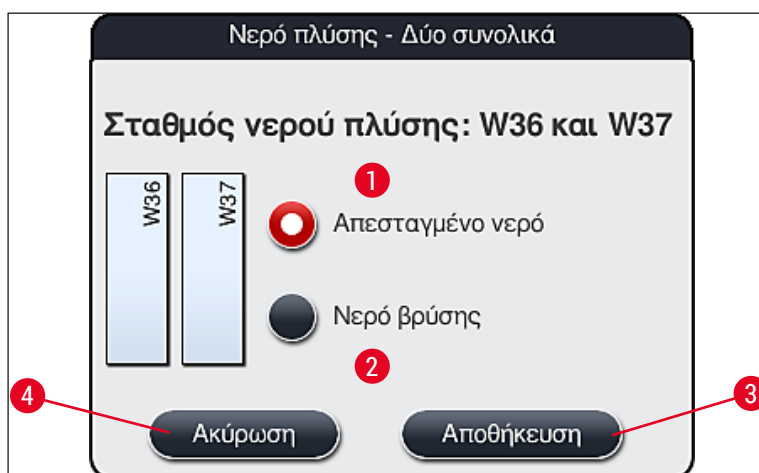 Νερό πλύσης - Δύο συνολικά
Σταθμός νερού πλύσης: W36 και W37
W36
W37
1
Απεσταγμένο νερό
Νερό βρύσης
2
4
3
Ακύρωση
Αποθήκευση